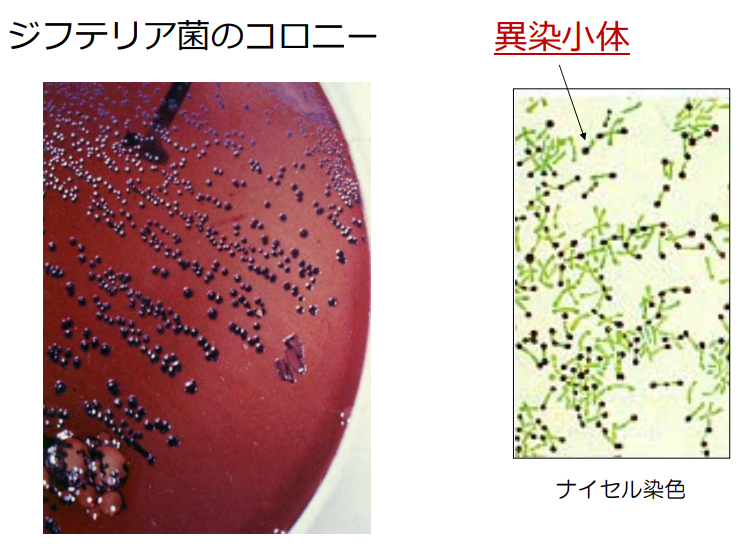 ジフテリア菌のコロニー
異染小体
ナイセル染色